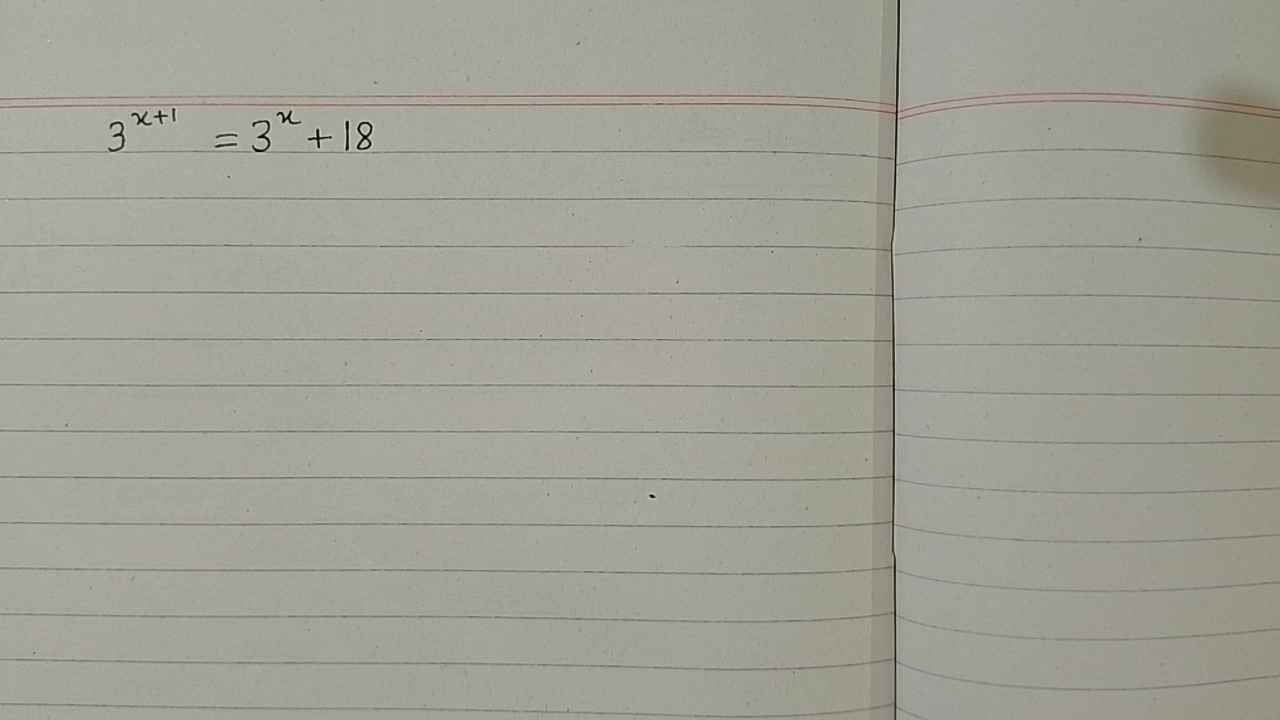 3^{x+1} = 3^x + 18